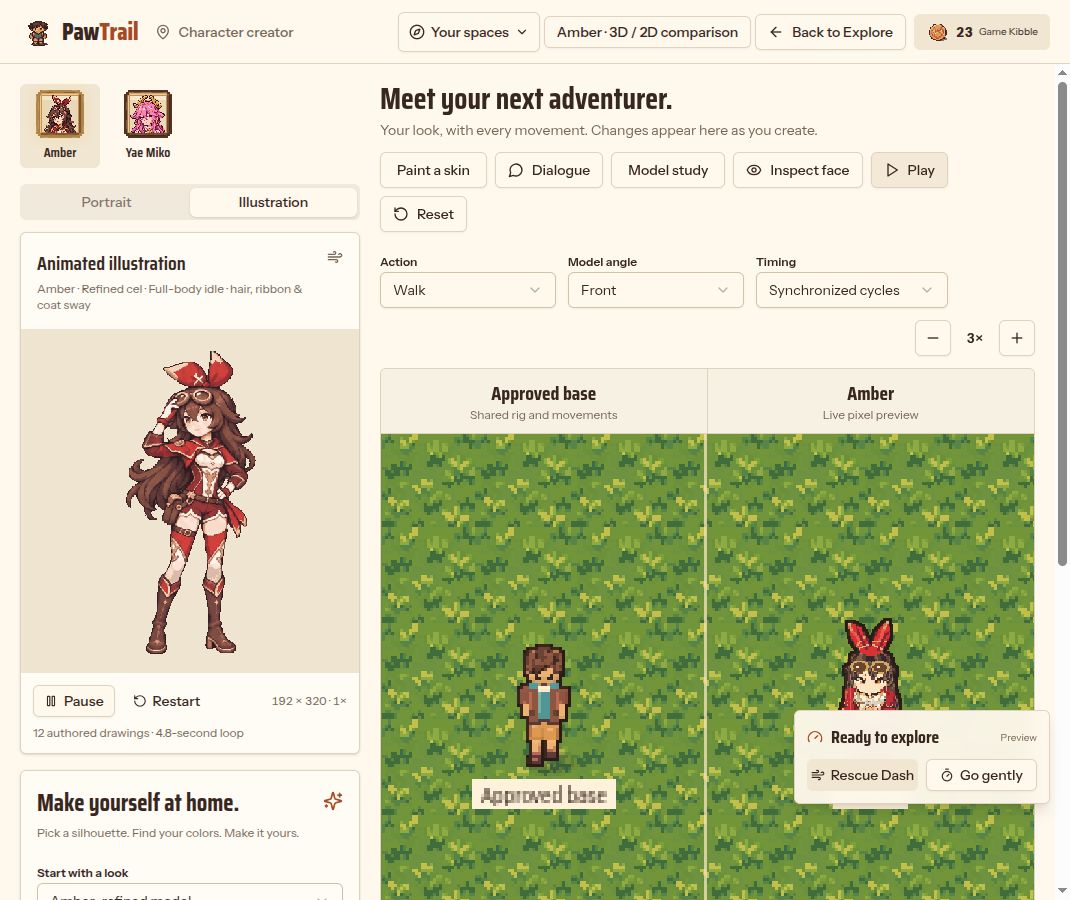 PawTrail
Character creator
Your spaces
Amber · 3D / 2D comparison
Back to Explore
23 Game Kibble
Amber
Yae Miko
Portrait
Illustration
Animated illustration
Amber · Refined cel · Full-body idle · hair, ribbon &
coat sway
Pause
Restart
192 × 320 · 1×
12 authored drawings · 4.8-second loop
Make yourself at home.
Pick a silhouette. Find your colors. Make it yours.
Start with a look
Amber, refined model
Meet your next adventurer.
Your look, with every movement. Changes appear here as you create.
Paint a skin
Dialogue
Model study
Inspect face
Play
Reset
Action
Model angle
Timing
Walk
Front
Synchronized cycles
3×
Approved base
Shared rig and movements
Amber
Live pixel preview
Approved base
Ready to explore
Preview
Rescue Dash
Go gently